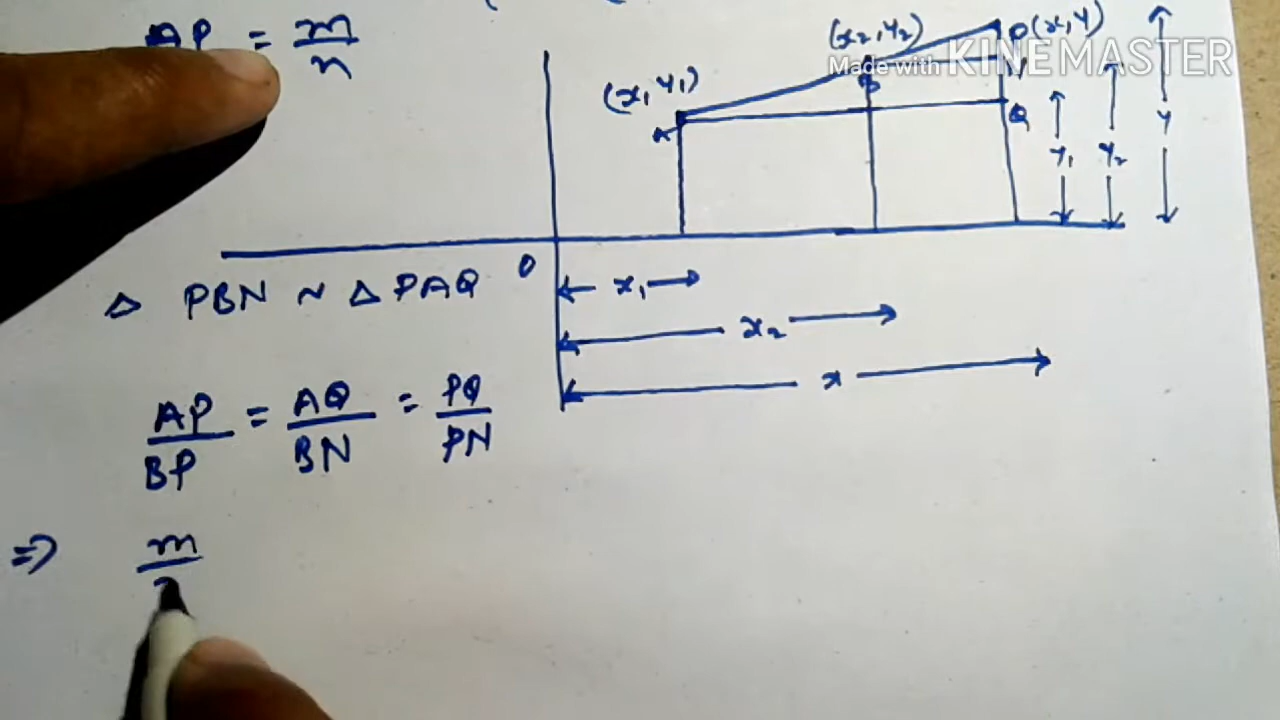 AP = m/n
(x₂, y₂)
P(x, y)
Made with KINEMASTER
(x₁ y₁)
A
B
N
Q
y₁
y₂
y
O
x₁
x₂
x
Δ PBN ~ Δ PAQ
AP/BP = AQ/BN = PQ/PN
⇒ m